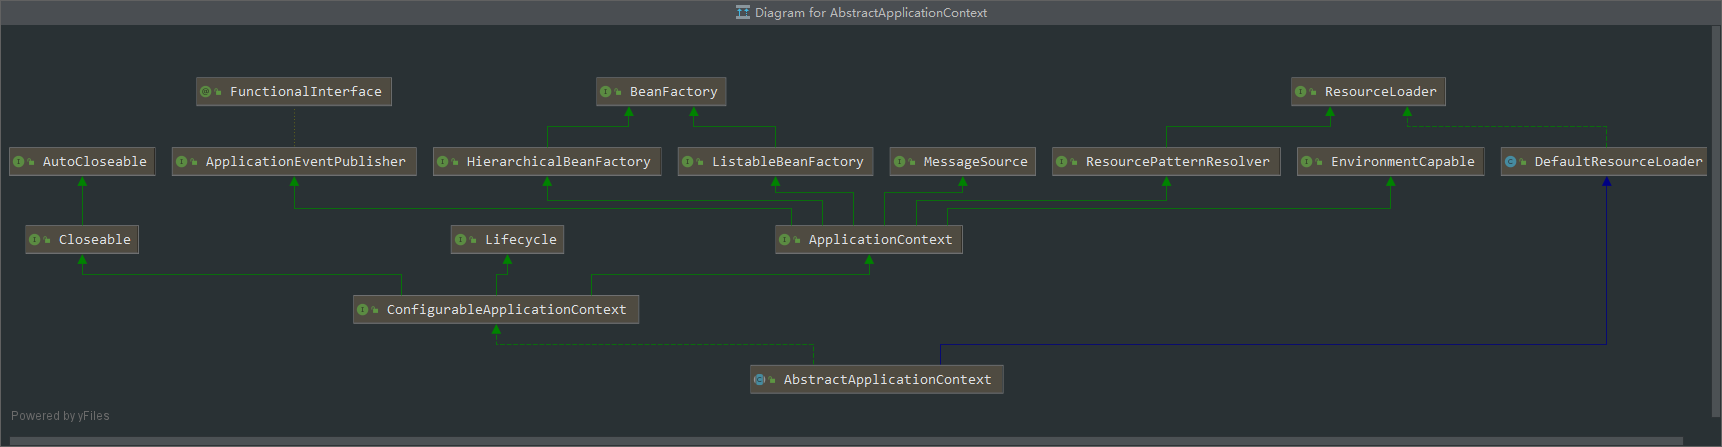 Diagram for AbstractApplicationContext
FunctionalInterface
BeanFactory
ResourceLoader
AutoCloseable
ApplicationEventPublisher
HierarchicalBeanFactory
ListableBeanFactory
MessageSource
ResourcePatternResolver
EnvironmentCapable
DefaultResourceLoader
Closeable
Lifecycle
ApplicationContext
ConfigurableApplicationContext
AbstractApplicationContext
Powered by yFiles